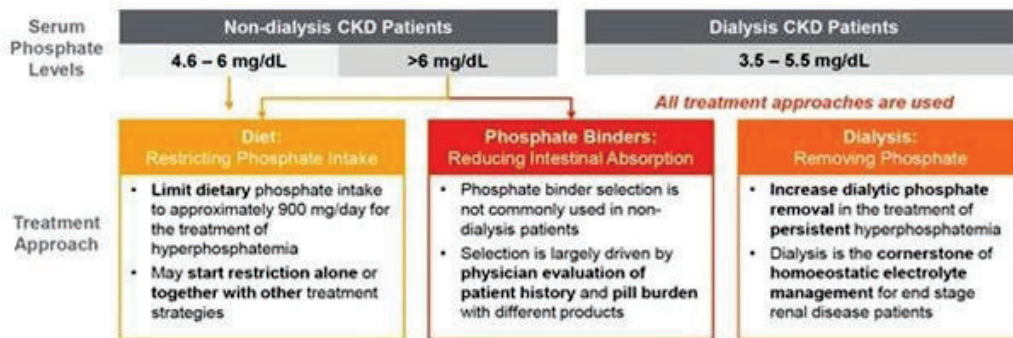 Serum
Phosphate
Levels
Non-dialysis CKD Patients
Dialysis CKD Patients
4.6 – 6 mg/dL
>6 mg/dL
3.5 – 5.5 mg/dL
All treatment approaches are used
Treatment
Approach
Diet:
Restricting Phosphate Intake
• Limit dietary phosphate intake
to approximately 900 mg/day for
the treatment of
hyperphosphatemia
• May start restriction alone or
together with other treatment
strategies
Phosphate Binders:
Reducing Intestinal Absorption
• Phosphate binder selection is
not commonly used in non-
dialysis patients
• Selection is largely driven by
physician evaluation of
patient history and pill burden
with different products
Dialysis:
Removing Phosphate
• Increase dialytic phosphate
removal in the treatment of
persistent hyperphosphatemia
• Dialysis is the cornerstone of
homoeostatic electrolyte
management for end stage
renal disease patients